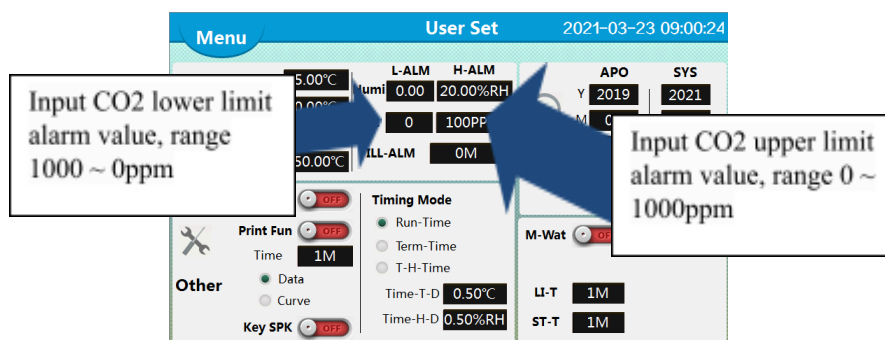 Menu
User Set
2021-03-23 09:00:24
L-ALM H-ALM
APO SYS
5.00℃
umi 0.00 20.00%RH
Y 2019 2021
0 100PP
M
Input CO2 lower limit
alarm value, range
1000 ~ 0ppm
50.00℃
ILL-ALM 0M
Input CO2 upper limit
alarm value, range 0 ~
1000ppm
OFF
Timing Mode
Run-Time
Print Fun OFF
Term-Time
M-Wat
Time 1M
T-H-Time
Other
Data
Curve
Time-T-D 0.50℃
LI-T 1M
Key SPK OFF
Time-H-D 0.50%RH
ST-T 1M